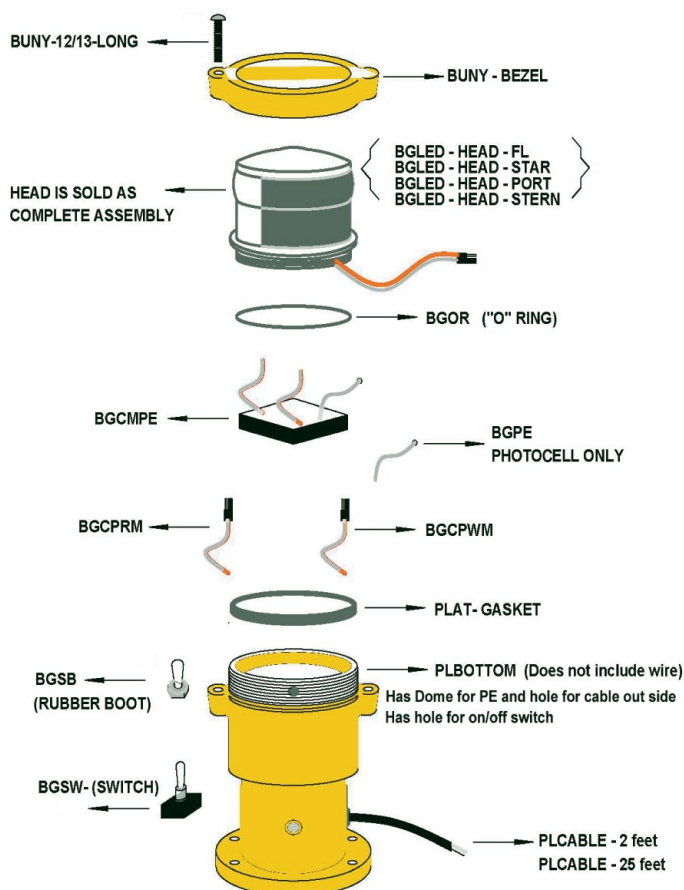 BUNY-12/13-LONG
BUNY - BEZEL
BGLED - HEAD - FL
BGLED - HEAD - STAR
BGLED - HEAD - PORT
BGLED - HEAD - STERN
HEAD IS SOLD AS
COMPLETE ASSEMBLY
BGOR ("O" RING)
BGCMPE
BGPE
PHOTOCELL ONLY
BGCPRM
BGCPWM
PLAT- GASKET
BGSB
(RUBBER BOOT)
PLBOTTOM (Does not include wire)
Has Dome for PE and hole for cable out side
Has hole for on/off switch
BGSW- (SWITCH)
PLCABLE - 2 feet
PLCABLE - 25 feet